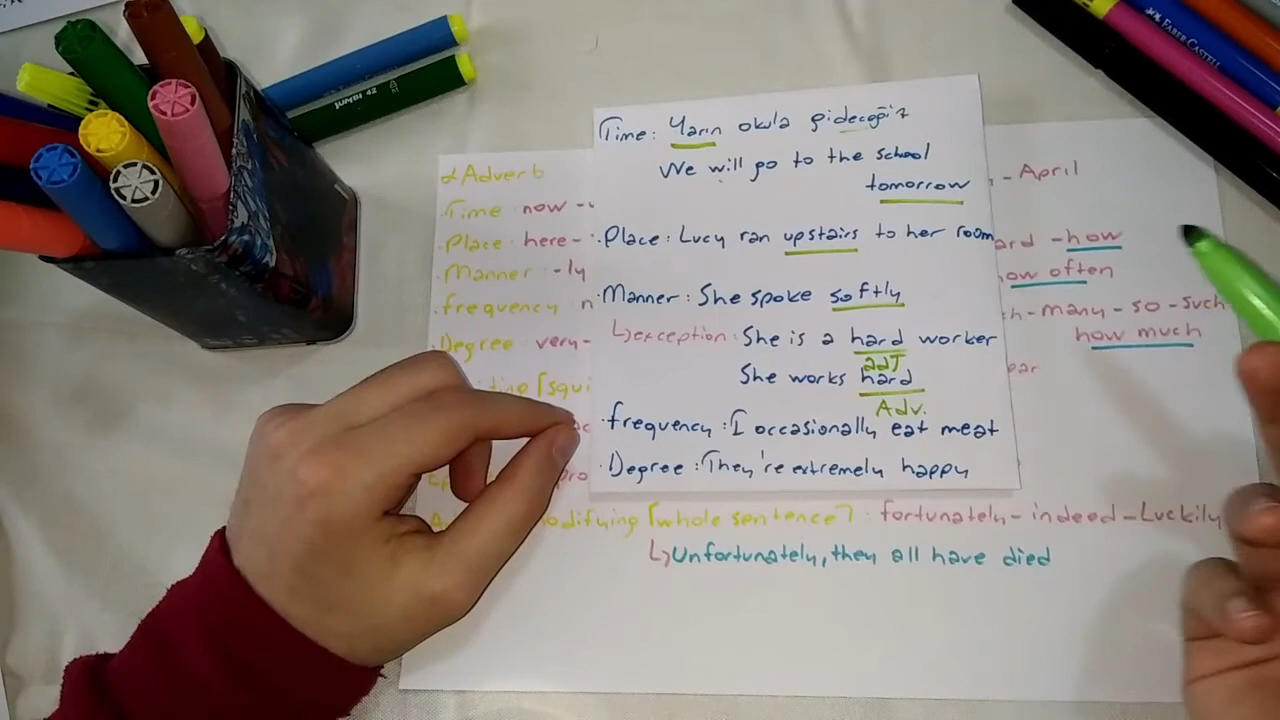 Time: Yarın okula gideceğiz
We will go to the school
tomorrow
Place: Lucy ran upstairs to her room
Manner: She spoke softly
↳exception: She is a hard worker
adj
She works hard
Adv.
frequency: I occasionally eat meat
Degree: They're extremely happy
Adverb
Time now -
- April
Place here -
- how
Manner -ly
how often
frequency
- many - so - such
how much
Degree very -
modifying [whole sentence] fortunately - indeed - Luckily
↳Unfortunately, they all have died
FABER CASTELL
JUMBI 42